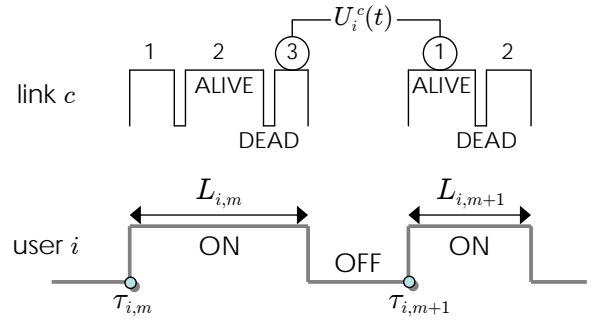 U_i^c(t)
1 2 3 1 2
link c ALIVE ALIVE
DEAD DEAD
L_{i,m} L_{i,m+1}
user i ON OFF ON
τ_{i,m} τ_{i,m+1}